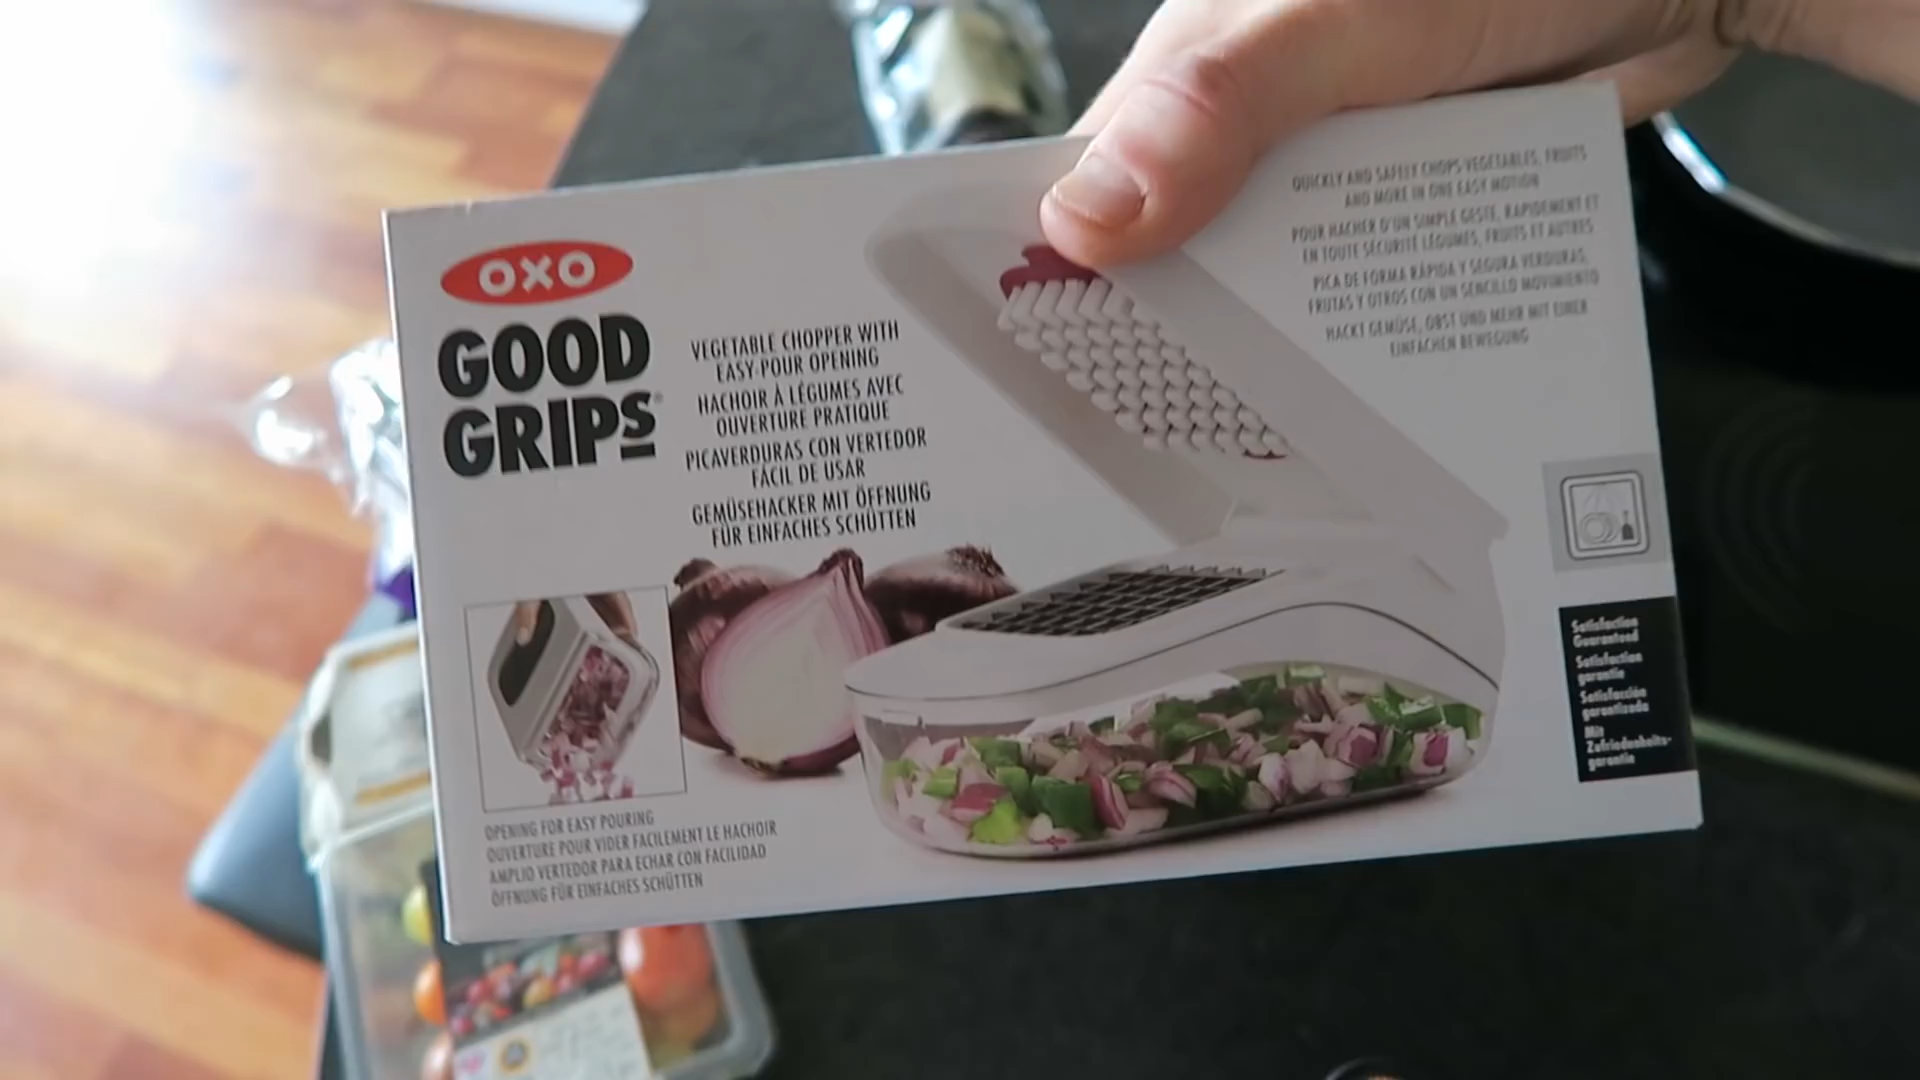 OXO
GOOD
GRIPS
VEGETABLE CHOPPER WITH
EASY-POUR OPENING
HACHOIR À LÉGUMES AVEC
OUVERTURE PRATIQUE
PICAVERDURAS CON VERTEDOR
FÁCIL DE USAR
GEMÜSEHACKER MIT ÖFFNUNG
FÜR EINFACHES SCHÜTTEN
QUICKLY AND SAFELY CHOPS VEGETABLES, FRUITS
AND MORE IN ONE EASY MOTION
POUR HACHER D'UN SIMPLE GESTE, RAPIDEMENT ET
EN TOUTE SÉCURITÉ LÉGUMES, FRUITS ET AUTRES
PICA DE FORMA RÁPIDA Y SEGURA VERDURAS,
FRUTAS Y OTROS CON UN SENCILLO MOVIMIENTO
HACKT GEMÜSE, OBST UND MEHR MIT EINER
EINFACHEN BEWEGUNG
Satisfaction
Guaranteed
Satisfaction
garantie
Satisfacción
garantizada
Mit
Zufriedenheits-
garantie
OPENING FOR EASY POURING
OUVERTURE POUR VIDER FACILEMENT LE HACHOIR
AMPLIO VERTEDOR PARA ECHAR CON FACILIDAD
ÖFFNUNG FÜR EINFACHES SCHÜTTEN